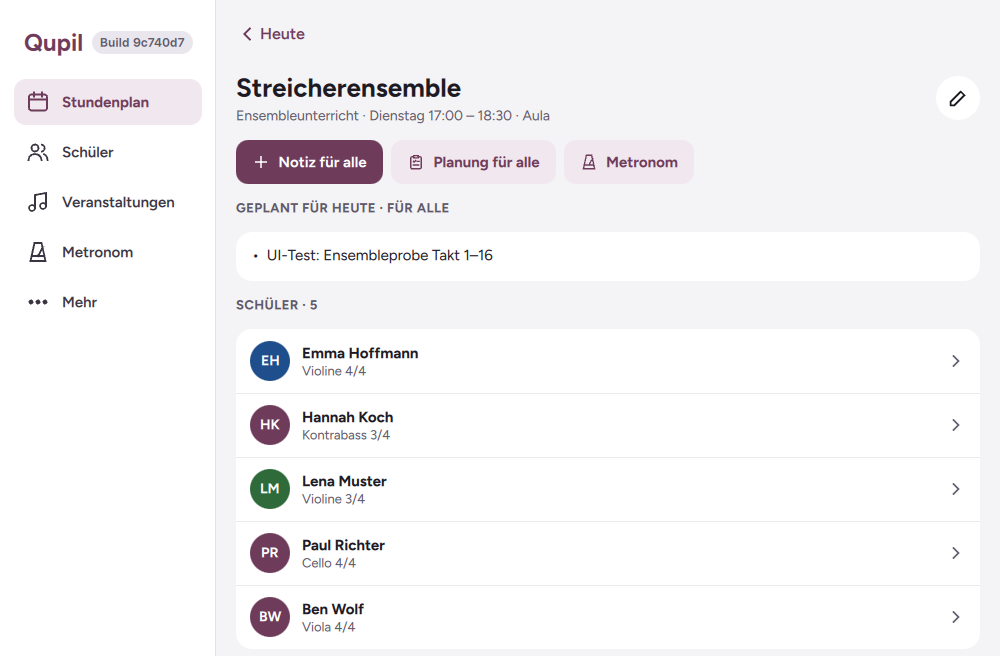 Qupil
Build 9c740d7
Stundenplan
Schüler
Veranstaltungen
Metronom
Mehr
Heute
Streicherensemble
Ensembleunterricht · Dienstag 17:00 – 18:30 · Aula
Notiz für alle
Planung für alle
Metronom
GEPLANT FÜR HEUTE · FÜR ALLE
• UI-Test: Ensembleprobe Takt 1–16
SCHÜLER · 5
EH
Emma Hoffmann
Violine 4/4
HK
Hannah Koch
Kontrabass 3/4
LM
Lena Muster
Violine 3/4
PR
Paul Richter
Cello 4/4
BW
Ben Wolf
Viola 4/4